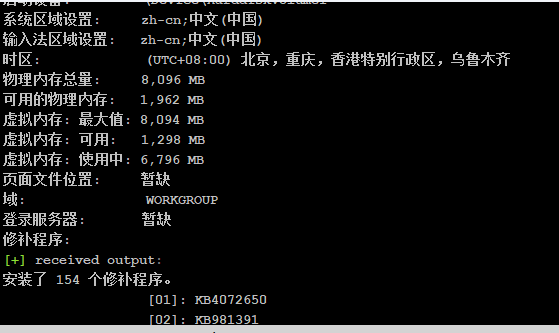 系统区域设置: zh-cn;中文(中国)
输入法区域设置: zh-cn;中文(中国)
时区: (UTC+08:00) 北京，重庆，香港特别行政区，乌鲁木齐
物理内存总量: 8,096 MB
可用的物理内存: 1,962 MB
虚拟内存: 最大值: 8,094 MB
虚拟内存: 可用: 1,298 MB
虚拟内存: 使用中: 6,796 MB
页面文件位置: 暂缺
域: WORKGROUP
登录服务器: 暂缺
修补程序:
[+] received output:
安装了 154 个修补程序。
[01]: KB4072650
[02]: KB981391